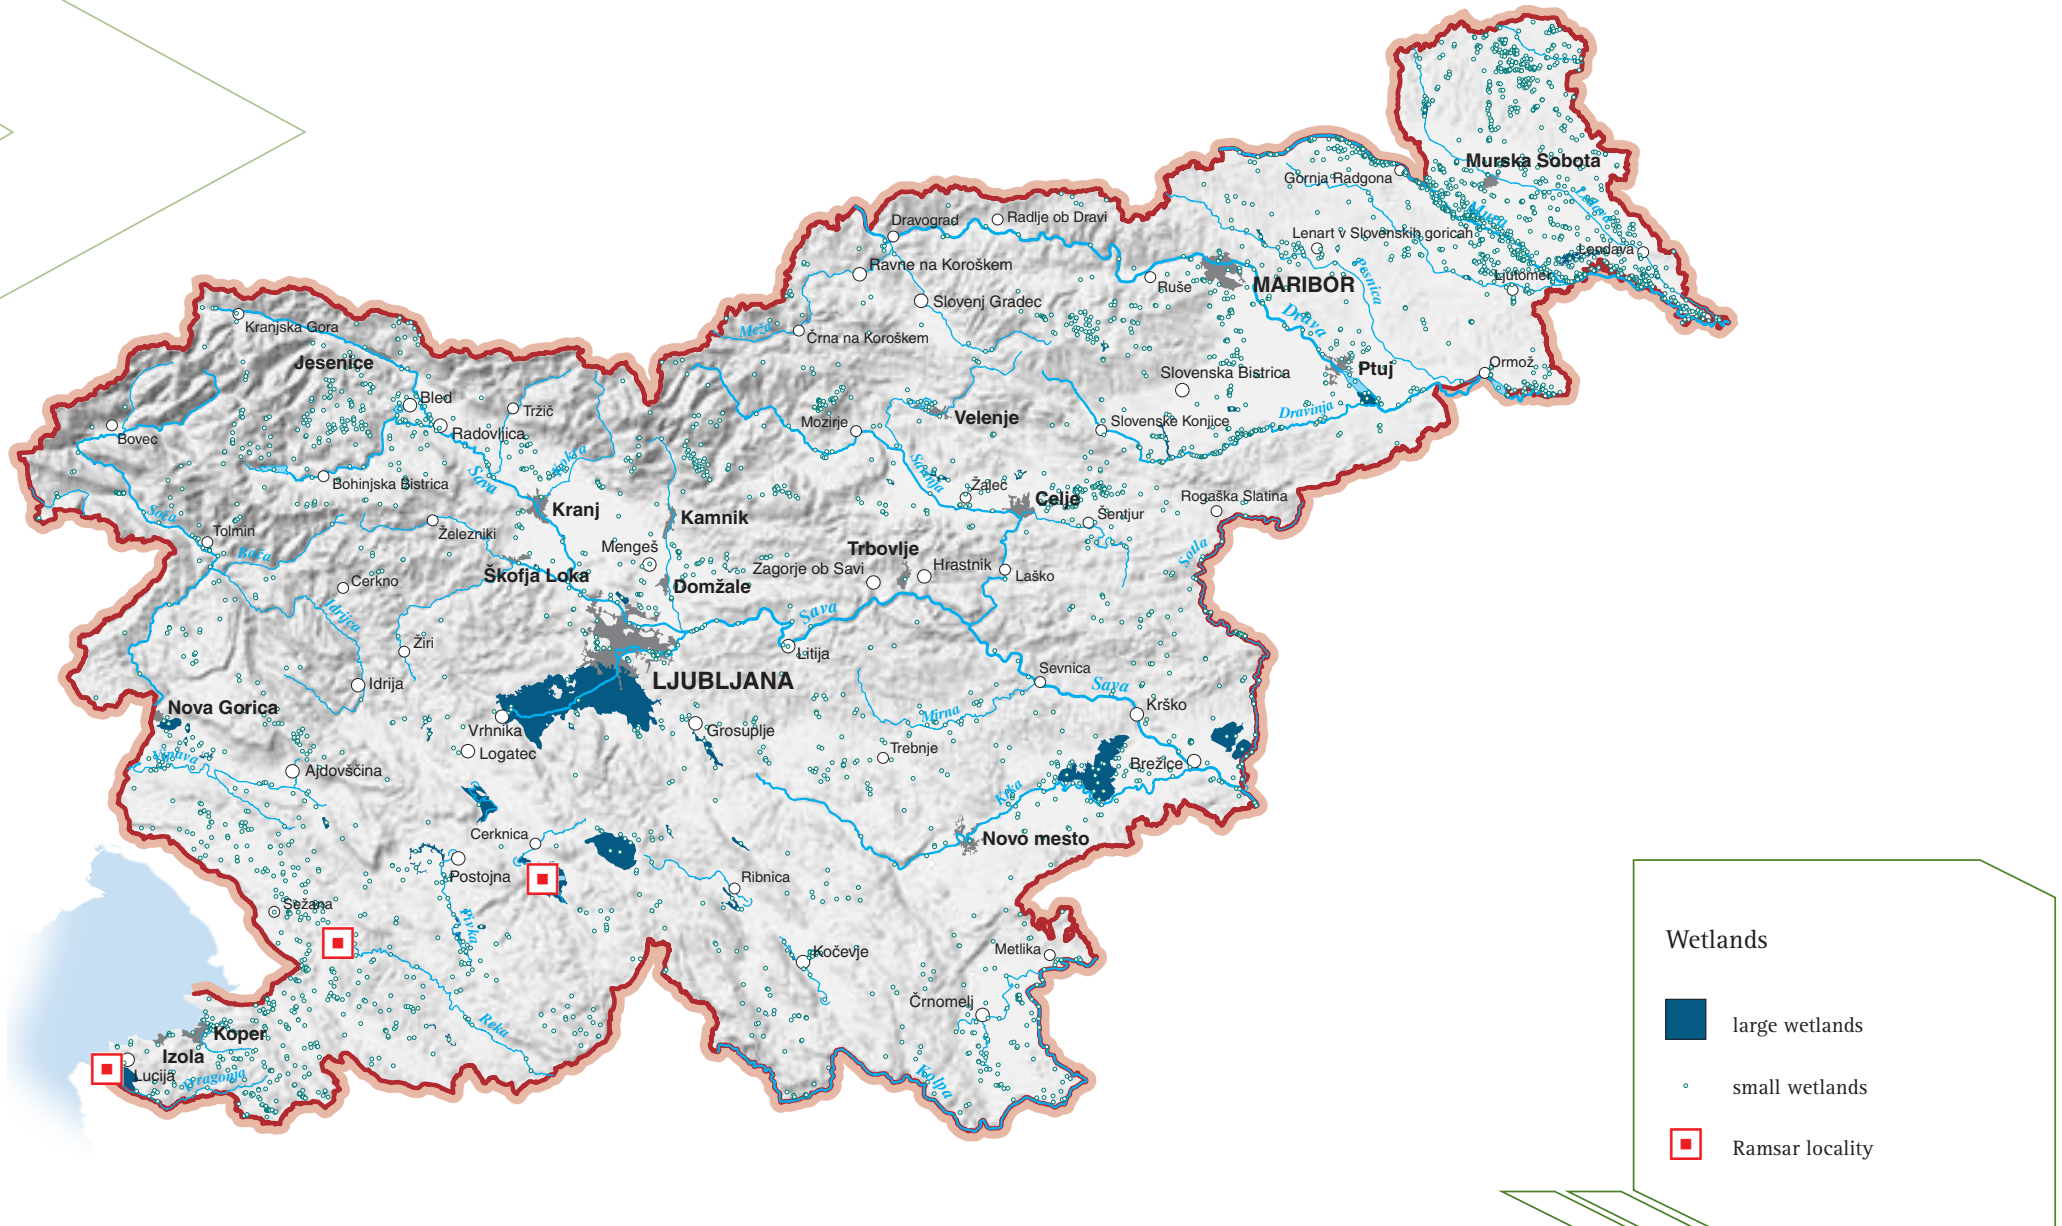 Murska Sobota
Gornja Radgona
Mura
Ledava
Dravograd
Radlje ob Dravi
Lenart v Slovenskih goricah
Lendava
Ravne na Koroškem
Pesnica
Ljutomer
Ruše
MARIBOR
Slovenj Gradec
Drava
Kranjska Gora
Meža
Črna na Koroškem
Jesenice
Ormož
Slovenska Bistrica
Ptuj
Bled
Tržič
Velenje
Dravinja
Mozirje
Slovenske Konjice
Bovec
Radovljica
Kokra
Sava
Savinja
Bohinjska Bistrica
Žalec
Celje
Rogaška Slatina
Soča
Kranj
Kamnik
Šentjur
Tolmin
Železniki
Bača
Mengeš
Trbovlje
Sotla
Zagorje ob Savi
Hrastnik
Laško
Cerkno
Škofja Loka
Domžale
Idrijca
Sava
Žiri
Litija
Sevnica
Idrija
LJUBLJANA
Sava
Nova Gorica
Krško
Mirna
Vrhnika
Grosuplje
Logatec
Trebnje
Vipava
Ajdovščina
Brežice
Krka
Cerknica
Novo mesto
Postojna
Ribnica
Sežana
Pivka
Kočevje
Metlika
Črnomelj
Reka
Koper
Izola
Lucija
Dragonja
Kolpa
Wetlands
large wetlands
small wetlands
Ramsar locality